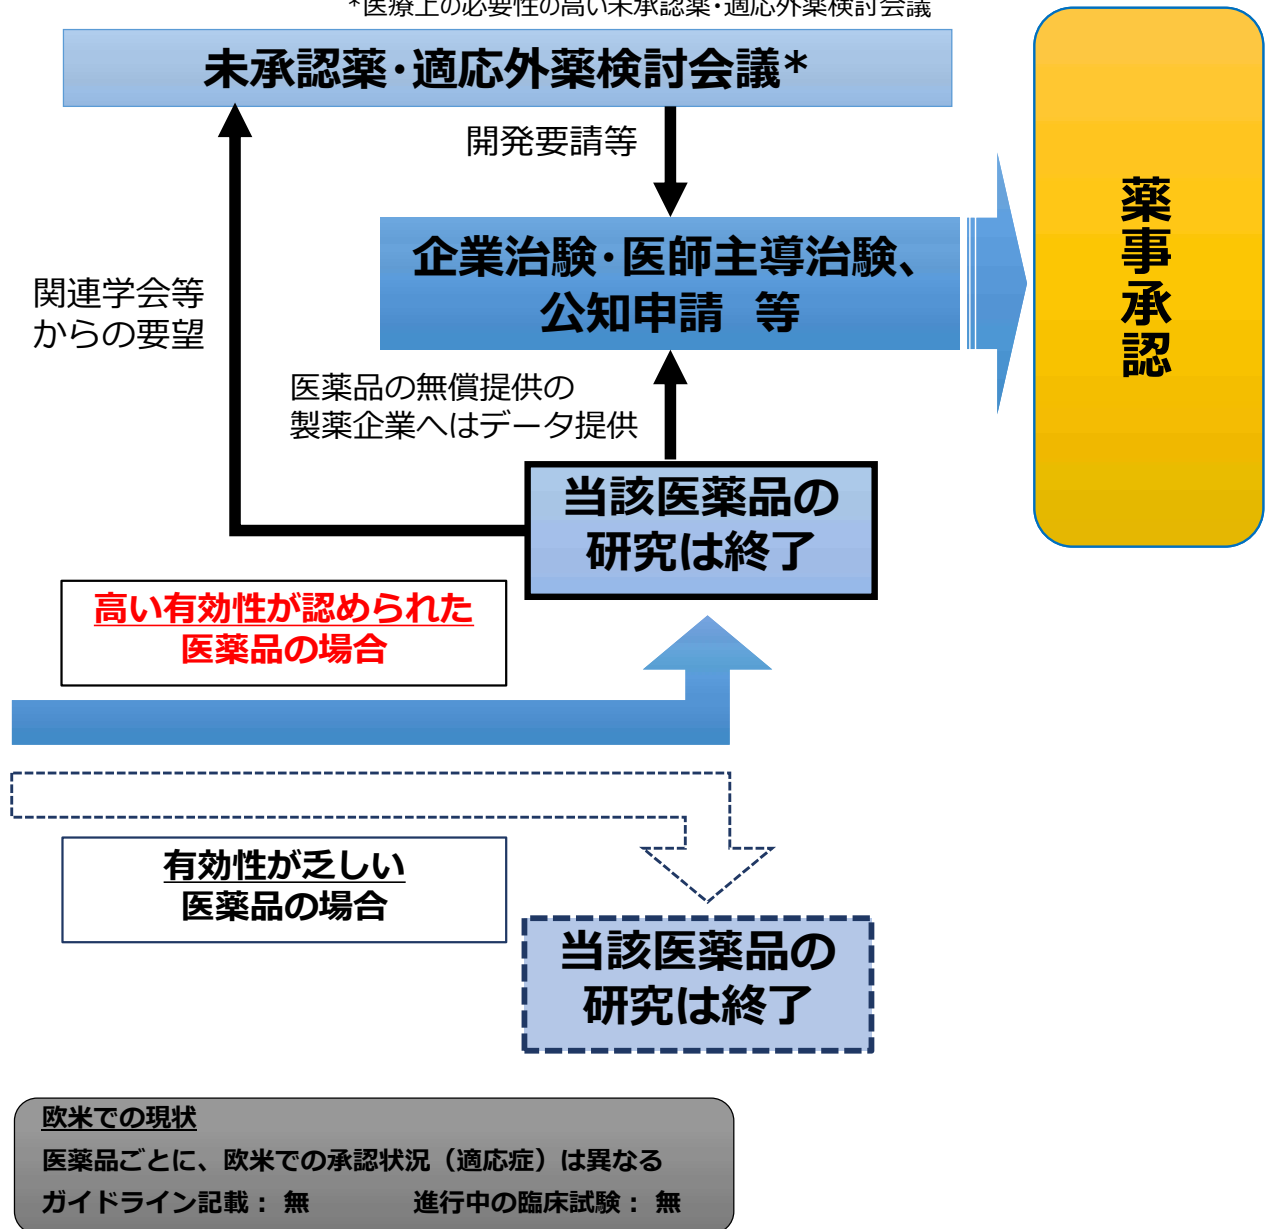 *医療上の必要性の高い未承認薬・適応外薬検討会議
未承認薬・適応外薬検討会議*
開発要請等
企業治験・医師主導治験、
公知申請 等
薬事承認
関連学会等
からの要望
医薬品の無償提供の
製薬企業へはデータ提供
当該医薬品の
研究は終了
高い有効性が認められた
医薬品の場合
有効性が乏しい
医薬品の場合
当該医薬品の
研究は終了
欧米での現状
医薬品ごとに、欧米での承認状況（適応症）は異なる
ガイドライン記載： 無 進行中の臨床試験： 無